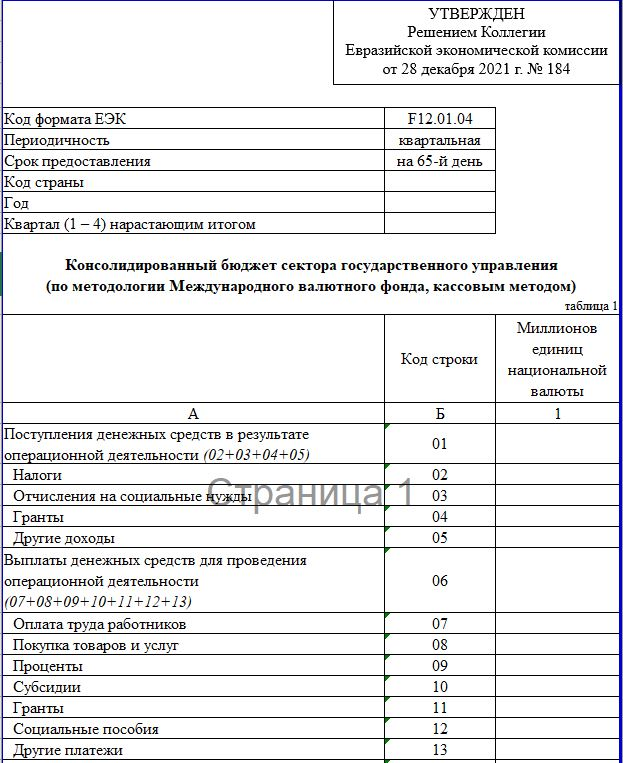 УТВЕРЖДЕН
Решением Коллегии
Евразийской экономической комиссии
от 28 декабря 2021 г. № 184
Код формата ЕЭК F12.01.04
Периодичность квартальная
Срок предоставления на 65-й день
Код страны
Год
Квартал (1 – 4) нарастающим итогом
Консолидированный бюджет сектора государственного управления
(по методологии Международного валютного фонда, кассовым методом)
таблица 1
Код строки
Миллионов
единиц
национальной
валюты
А Б 1
Поступления денежных средств в результате
операционной деятельности (02+03+04+05) 01
Налоги 02
Отчисления на социальные нужды 03
Страница 1
Гранты 04
Другие доходы 05
Выплаты денежных средств для проведения
операционной деятельности 06
(07+08+09+10+11+12+13)
Оплата труда работников 07
Покупка товаров и услуг 08
Проценты 09
Субсидии 10
Гранты 11
Социальные пособия 12
Другие платежи 13